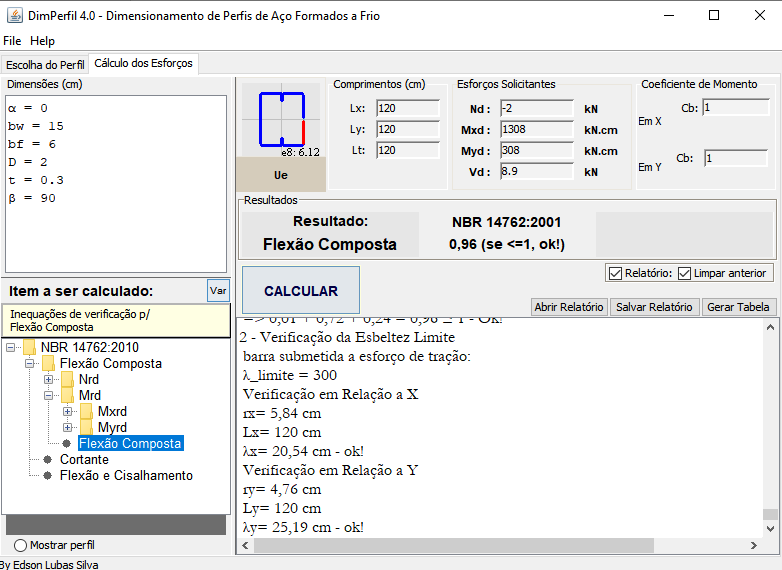 DimPerfil 4.0 - Dimensionamento de Perfis de Aço Formados a Frio
File Help
Escolha do Perfil Cálculo dos Esforços
Dimensões (cm)
α = 0
bw = 15
bf = 6
D = 2
t = 0.3
β = 90
e8: 6.12
Ue
Comprimentos (cm)
Lx: 120
Ly: 120
Lt: 120
Esforços Solicitantes
Nd : -2 kN
Mxd : 1308 kN.cm
Myd : 308 kN.cm
Vd : 8.9 kN
Coeficiente de Momento
Em X Cb: 1
Em Y Cb: 1
Resultados
Resultado: NBR 14762:2001
Flexão Composta 0,96 (se <=1, ok!)
Item a ser calculado: Var
Inequações de verificação p/
Flexão Composta
NBR 14762:2010
Flexão Composta
Nrd
Mrd
Mxrd
Myrd
Flexão Composta
Cortante
Flexão e Cisalhamento
Mostrar perfil
CALCULAR
Relatório: Limpar anterior
Abrir Relatório Salvar Relatório Gerar Tabela
=> 0,01 + 0,72 + 0,24 = 0,96 ≤ 1 - Ok!
2 - Verificação da Esbeltez Limite
barra submetida a esforço de tração:
λ_limite = 300
Verificação em Relação a X
rx= 5,84 cm
Lx= 120 cm
λx= 20,54 cm - ok!
Verificação em Relação a Y
ry= 4,76 cm
Ly= 120 cm
λy= 25,19 cm - ok!
By Edson Lubas Silva